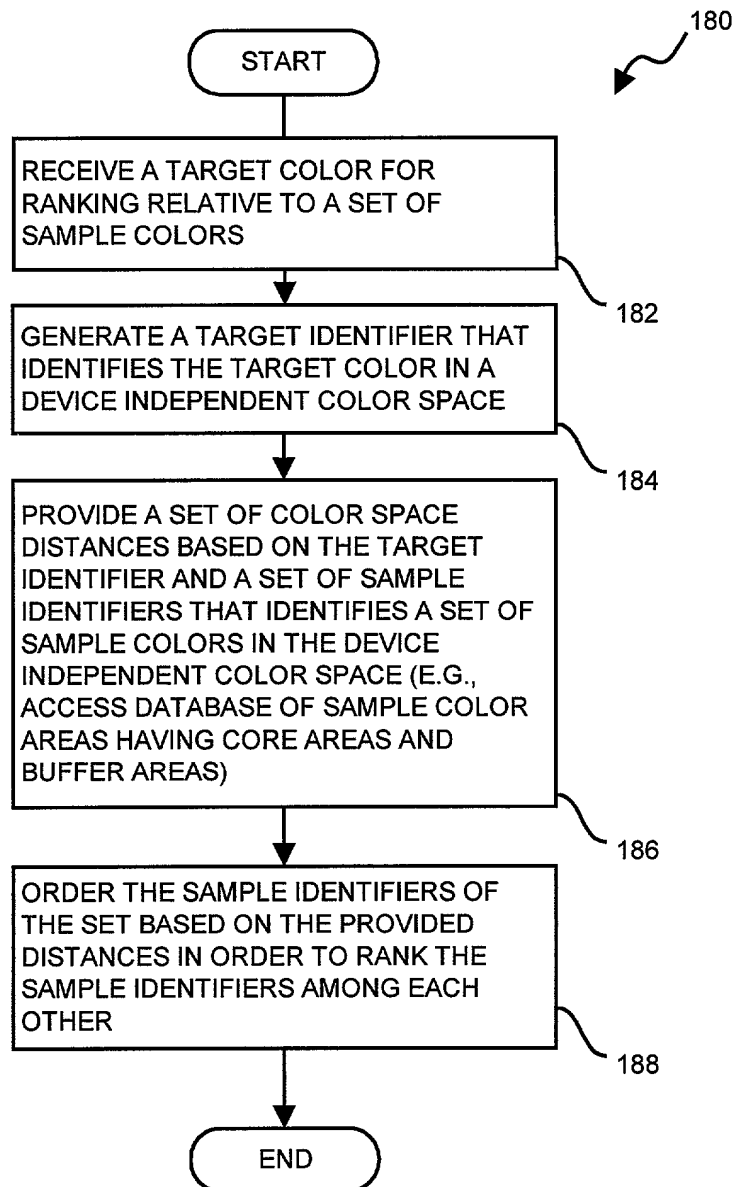 180
START
RECEIVE A TARGET COLOR FOR
RANKING RELATIVE TO A SET OF
SAMPLE COLORS
182
GENERATE A TARGET IDENTIFIER THAT
IDENTIFIES THE TARGET COLOR IN A
DEVICE INDEPENDENT COLOR SPACE
184
PROVIDE A SET OF COLOR SPACE
DISTANCES BASED ON THE TARGET
IDENTIFIER AND A SET OF SAMPLE
IDENTIFIERS THAT IDENTIFIES A SET OF
SAMPLE COLORS IN THE DEVICE
INDEPENDENT COLOR SPACE (E.G.,
ACCESS DATABASE OF SAMPLE COLOR
AREAS HAVING CORE AREAS AND
BUFFER AREAS)
186
ORDER THE SAMPLE IDENTIFIERS OF
THE SET BASED ON THE PROVIDED
DISTANCES IN ORDER TO RANK THE
SAMPLE IDENTIFIERS AMONG EACH
OTHER
188
END